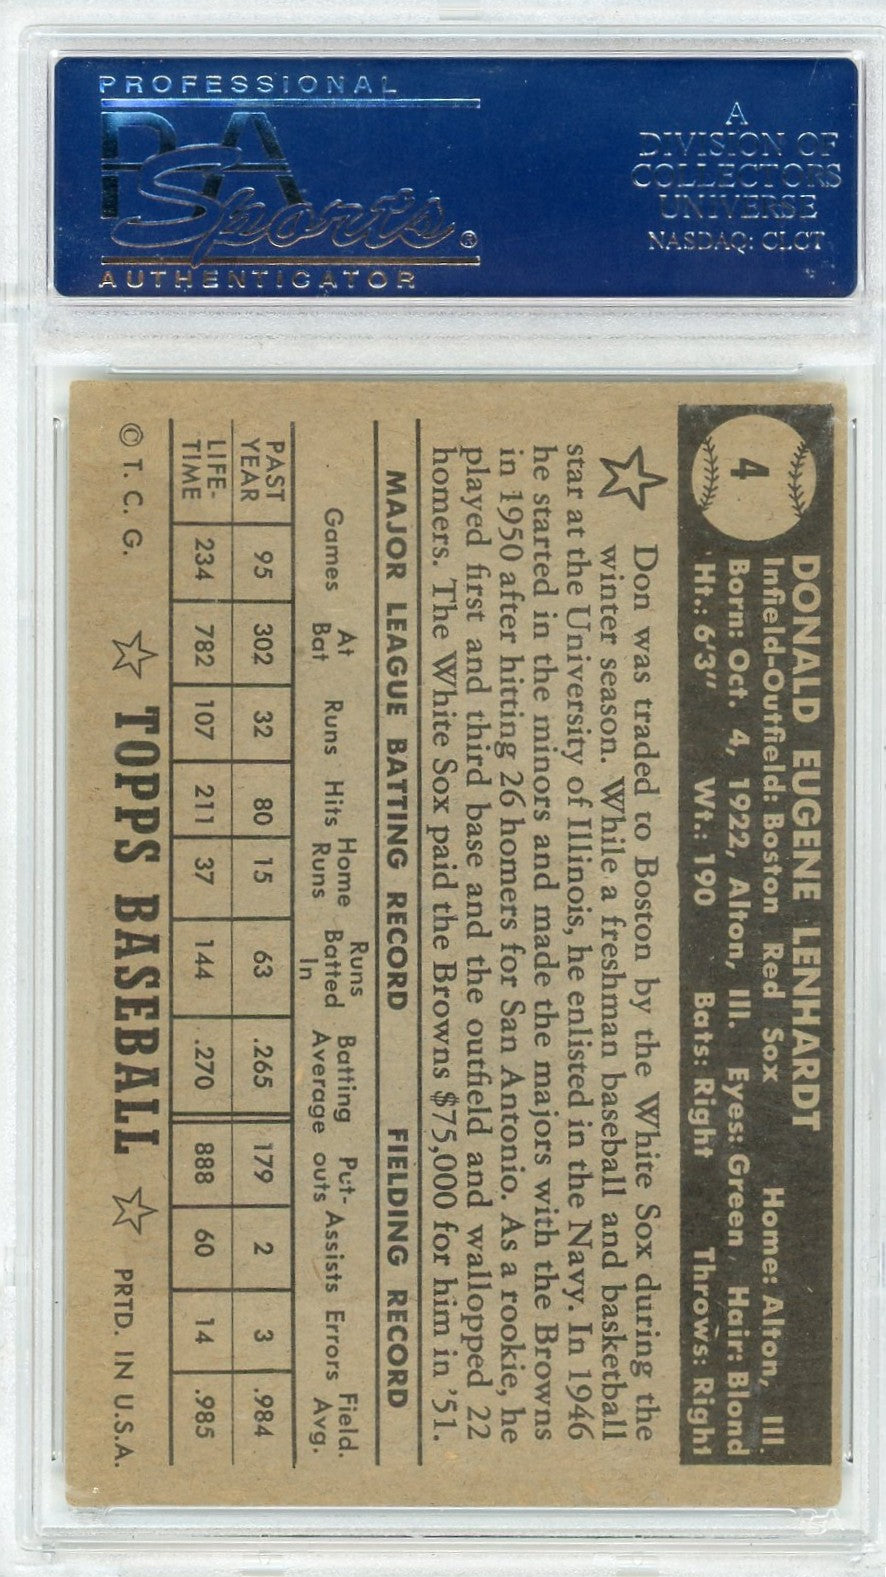 PROFESSIONAL
PSA
Sports®
AUTHENTICATOR
A
DIVISION OF
COLLECTORS
UNIVERSE
NASDAQ: CLCT
4
DONALD EUGENE LENHARDT
Infield-Outfield: Boston Red Sox Home: Alton, Ill.
Born: Oct. 4, 1922, Alton, Ill. Eyes: Green Hair: Blond
Ht.: 6'3" Wt.: 190 Bats: Right Throws: Right
Don was traded to Boston by the White Sox during the
winter season. While a freshman baseball and basketball
star at the University of Illinois, he enlisted in the Navy. In 1946
he started in the minors and made the majors with the Browns
in 1950 after hitting 26 homers for San Antonio. As a rookie, he
played first and third base and the outfield and walloped 22
homers. The White Sox paid the Browns $75,000 for him in '51.
MAJOR LEAGUE BATTING RECORD FIELDING RECORD
Games At Bat Runs Hits Home Runs Runs Batted In Batting Average Put-outs Assists Errors Field. Avg.
PAST YEAR 95 302 32 80 15 63 .265 179 2 3 .984
LIFE-TIME 234 782 107 211 37 144 .270 888 60 14 .985
© T. C. G. TOPPS BASEBALL PRTD. IN U.S.A.